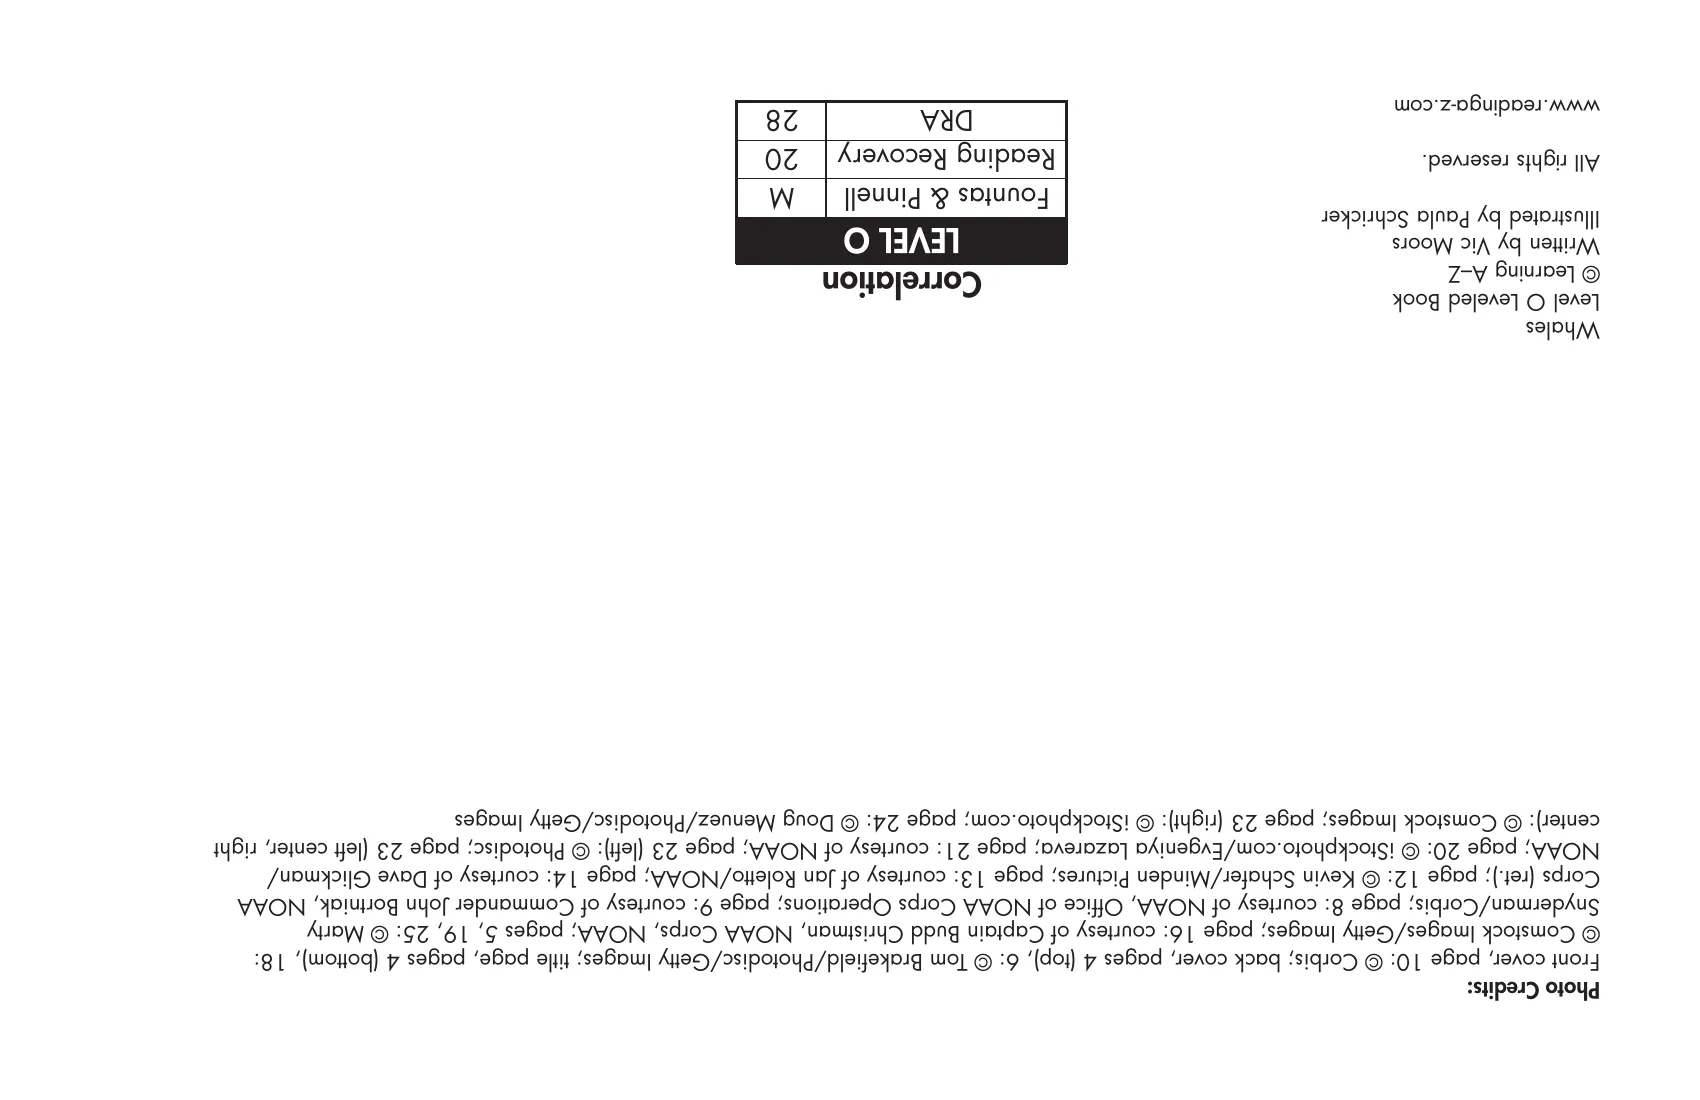 Photo Credits:
Front cover, page 10: © Corbis; back cover, pages 4 (top), 6: © Tom Brakefield/Photodisc/Getty Images; title page, pages 4 (bottom), 18:
© Comstock Images/Getty Images; page 16: courtesy of Captain Budd Christman, NOAA Corps, NOAA; pages 5, 19, 25: © Marty
Snyderman/Corbis; page 8: courtesy of NOAA, Office of NOAA Corps Operations; page 9: courtesy of Commander John Bortniak, NOAA
Corps (ret.); page 12: © Kevin Schafer/Minden Pictures; page 13: courtesy of Jan Roletto/NOAA; page 14: courtesy of Dave Glickman/
NOAA; page 20: © iStockphoto.com/Evgeniya Lazareva; page 21: courtesy of NOAA; page 23 (left): © Photodisc; page 23 (left center, right
center): © Comstock Images; page 23 (right): © iStockphoto.com; page 24: © Doug Menuez/Photodisc/Getty Images
Whales
Level O Leveled Book
© Learning A–Z
Written by Vic Moors
Illustrated by Paula Schricker
All rights reserved.
www.readinga-z.com
Correlation
LEVEL O
Fountas & Pinnell M
Reading Recovery 20
DRA 28